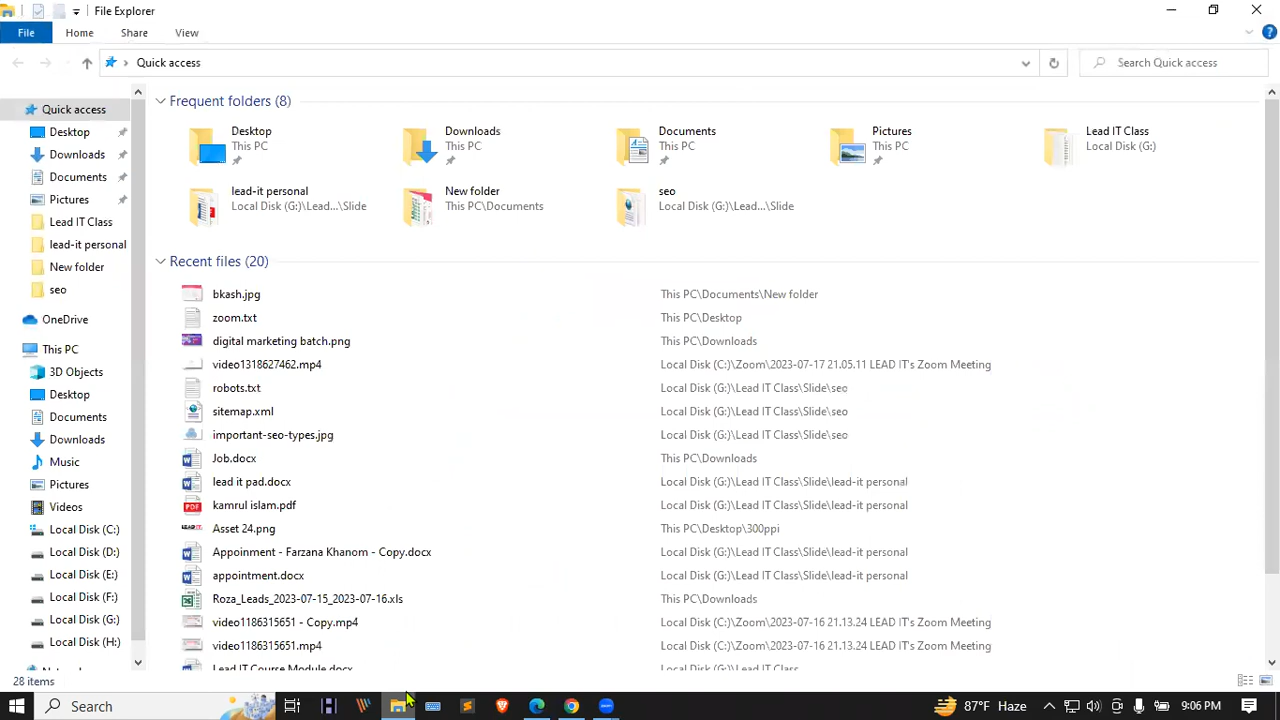 File Explorer
File Home Share View
Quick access
Search Quick access
Quick access
Desktop
Downloads
Documents
Pictures
Lead IT Class
lead-it personal
New folder
seo
OneDrive
This PC
3D Objects
Desktop
Documents
Downloads
Music
Pictures
Videos
Local Disk (C:)
Local Disk (D:)
Local Disk (E:)
Local Disk (F:)
Local Disk (G:)
Local Disk (H:)
Frequent folders (8)
Desktop
This PC
Downloads
This PC
Documents
This PC
Pictures
This PC
Lead IT Class
Local Disk (G:)
lead-it personal
Local Disk (G:)\Lead...\Slide
New folder
This PC\Documents
seo
Local Disk (G:)\Lead...\Slide
Recent files (20)
bkash.jpg This PC\Documents\New folder
zoom.txt This PC\Desktop
digital marketing batch.png This PC\Downloads
video1318627462.mp4 Local Disk (C:)\Zoom\2023-07-17 21.05.11 LEAD IT's Zoom Meeting
robots.txt Local Disk (G:)\Lead IT Class\Slide\seo
sitemap.xml Local Disk (G:)\Lead IT Class\Slide\seo
important-seo-types.jpg Local Disk (G:)\Lead IT Class\Slide\seo
Job.docx This PC\Downloads
lead it pad.docx Local Disk (G:)\Lead IT Class\Slide\lead-it personal
kamrul islam.pdf Local Disk (G:)\Lead IT Class\Slide\lead-it personal
Asset 24.png This PC\Desktop\300ppi
Appoinment - Farzana Khanom - Copy.docx Local Disk (G:)\Lead IT Class\Slide\lead-it personal
appointment.docx Local Disk (G:)\Lead IT Class\Slide\lead-it personal
Roza_Leads_2023-07-15_2023-07-16.xls This PC\Downloads
video1186315651 - Copy.mp4 Local Disk (C:)\Zoom\2023-07-16 21.13.24 LEAD IT's Zoom Meeting
video1186315651.mp4 Local Disk (C:)\Zoom\2023-07-16 21.13.24 LEAD IT's Zoom Meeting
Lead IT Course Module.docx Local Disk (G:)\Lead IT Class
28 items
Search
87°F Haze
9:06 PM